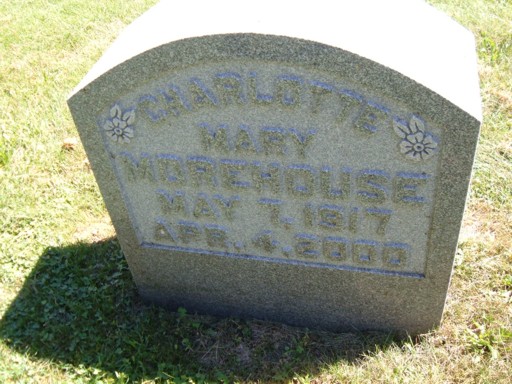 CHARLOTTE
MARY
MOREHOUSE
MAY 7, 1917
APR. 4, 2000